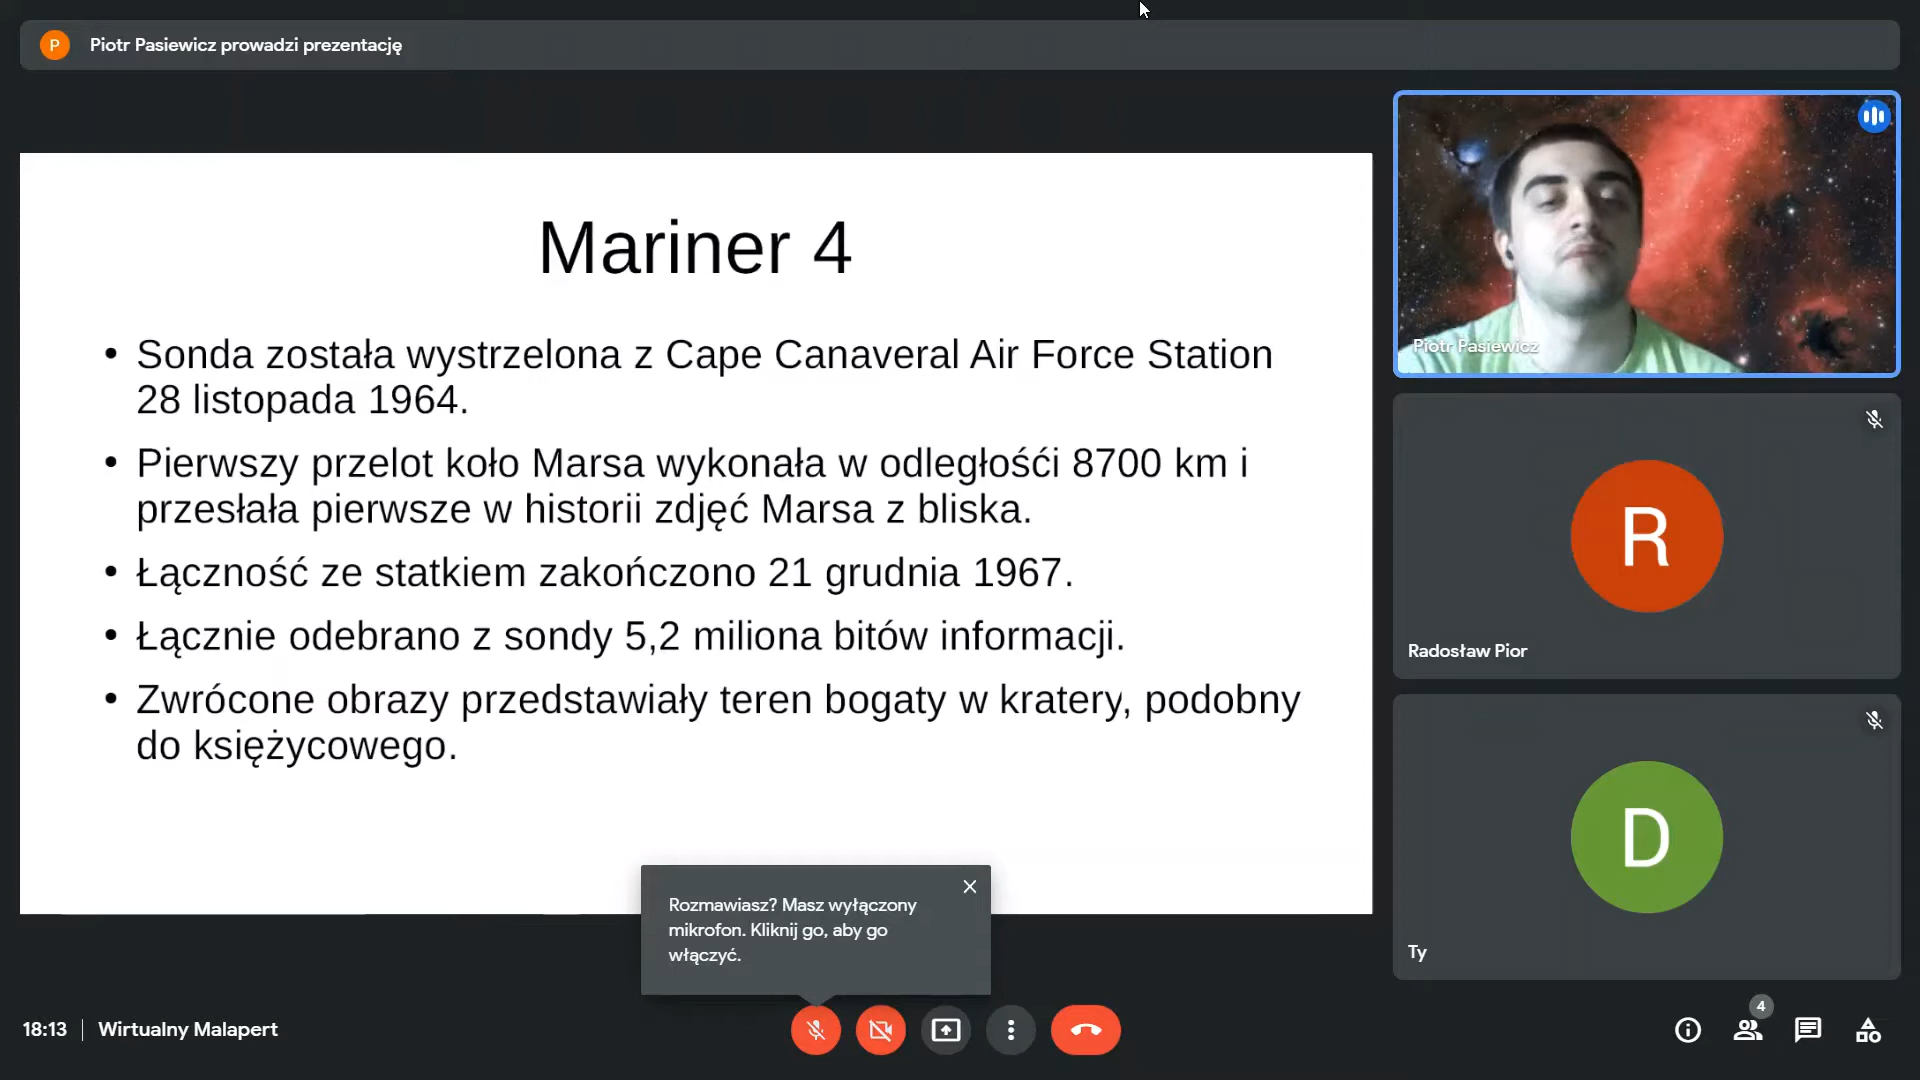 P
Piotr Pasiewicz prowadzi prezentację
Mariner 4
• Sonda została wystrzelona z Cape Canaveral Air Force Station
28 listopada 1964.
• Pierwszy przelot koło Marsa wykonała w odległośći 8700 km i
przesłała pierwsze w historii zdjęć Marsa z bliska.
• Łączność ze statkiem zakończono 21 grudnia 1967.
• Łącznie odebrano z sondy 5,2 miliona bitów informacji.
• Zwrócone obrazy przedstawiały teren bogaty w kratery, podobny
do księżycowego.
Piotr Pasiewicz
R
Radosław Pior
D
Ty
Rozmawiasz? Masz wyłączony
mikrofon. Kliknij go, aby go
włączyć.
18:13 | Wirtualny Malapert
4